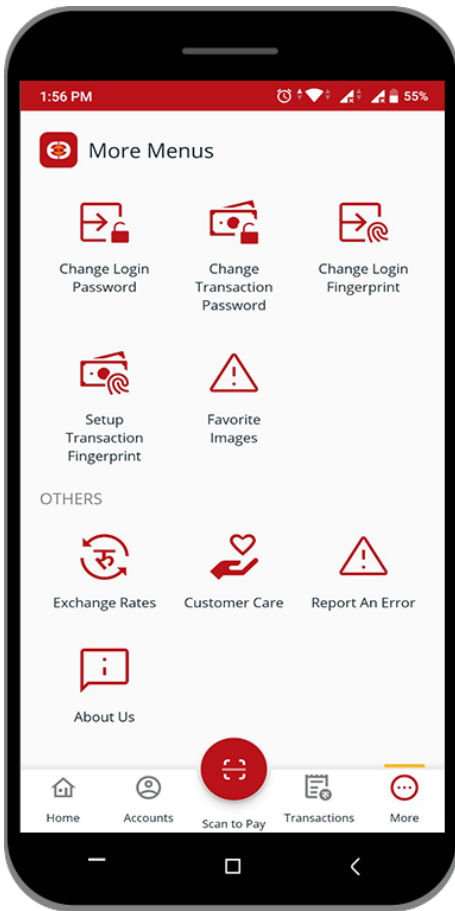 1:56 PM 55%
More Menus
Change Login
Password
Change
Transaction
Password
Change Login
Fingerprint
Setup
Transaction
Fingerprint
Favorite
Images
OTHERS
रु
Exchange Rates
Customer Care
Report An Error
About Us
Home
Accounts
Scan to Pay
Transactions
More